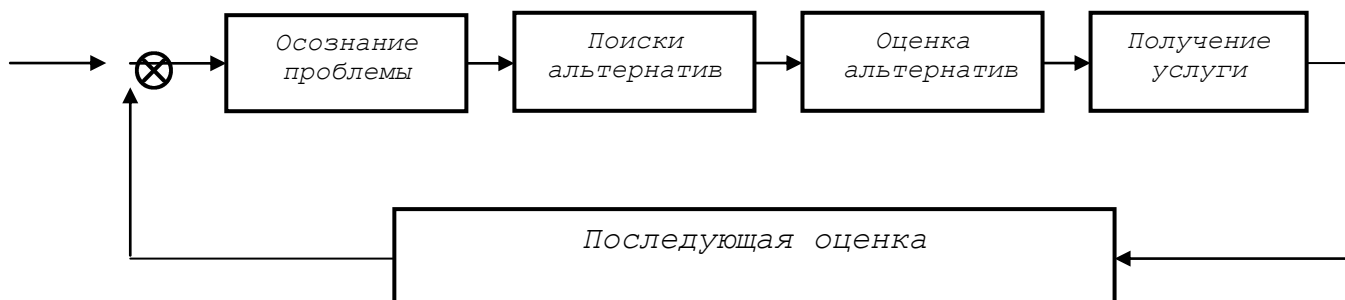 Осознание
проблемы
Поиски
альтернатив
Оценка
альтернатив
Получение
услуги
Последующая оценка